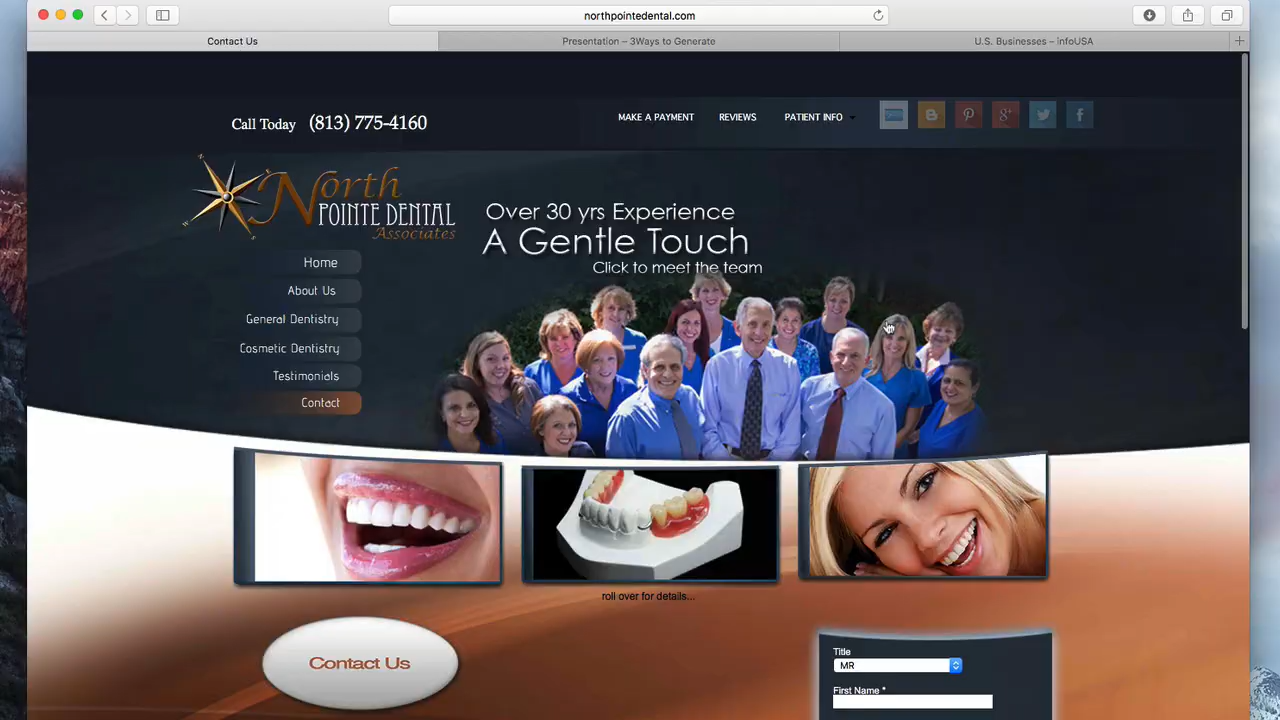 northpointedental.com
Contact Us
Presentation – 3Ways to Generate
U.S. Businesses – infoUSA
Call Today (813) 775-4160
MAKE A PAYMENT
REVIEWS
PATIENT INFO
North
POINTE DENTAL
Associates
Over 30 yrs Experience
A Gentle Touch
Click to meet the team
Home
About Us
General Dentistry
Cosmetic Dentistry
Testimonials
Contact
roll over for details...
Contact Us
Title
MR
First Name *